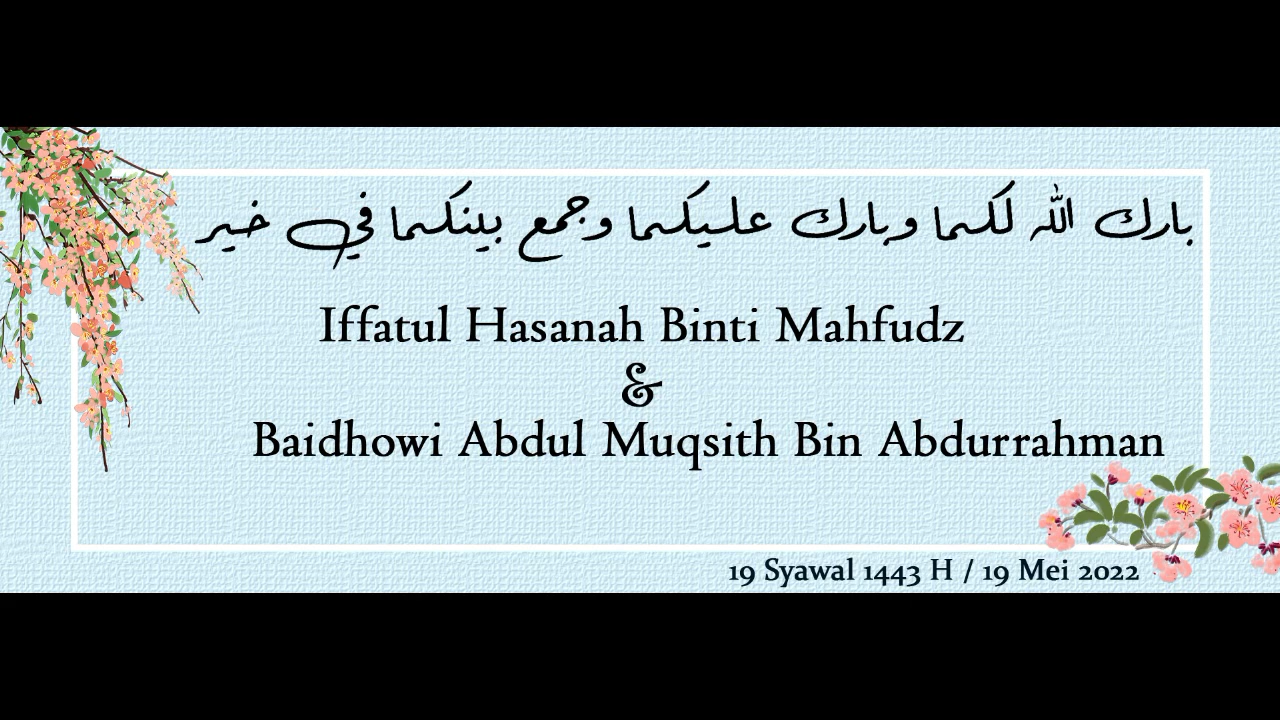 بارك الله لكما وبارك عليكما وجمع بينكما في خير
Iffatul Hasanah Binti Mahfudz
&
Baidhowi Abdul Muqsith Bin Abdurrahman
19 Syawal 1443 H / 19 Mei 2022